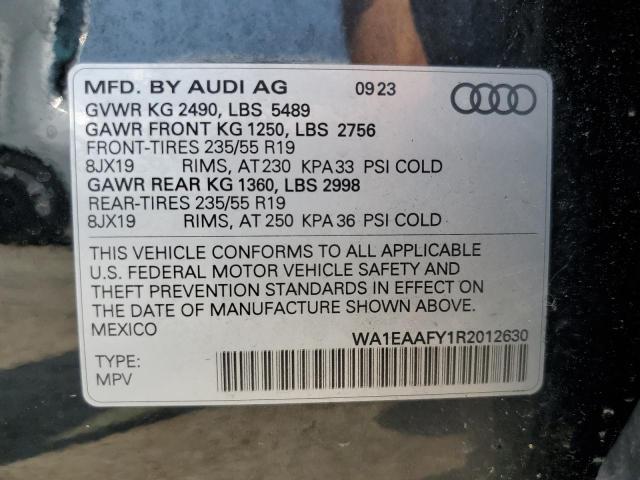 MFD. BY AUDI AG 0923
GVWR KG 2490, LBS 5489
GAWR FRONT KG 1250, LBS 2756
FRONT-TIRES 235/55 R19
8JX19 RIMS, AT 230 KPA 33 PSI COLD
GAWR REAR KG 1360, LBS 2998
REAR-TIRES 235/55 R19
8JX19 RIMS, AT 250 KPA 36 PSI COLD
THIS VEHICLE CONFORMS TO ALL APPLICABLE
U.S. FEDERAL MOTOR VEHICLE SAFETY AND
THEFT PREVENTION STANDARDS IN EFFECT ON
THE DATE OF MANUFACTURE SHOWN ABOVE.
MEXICO
WA1EAAFY1R2012630
TYPE:
MPV